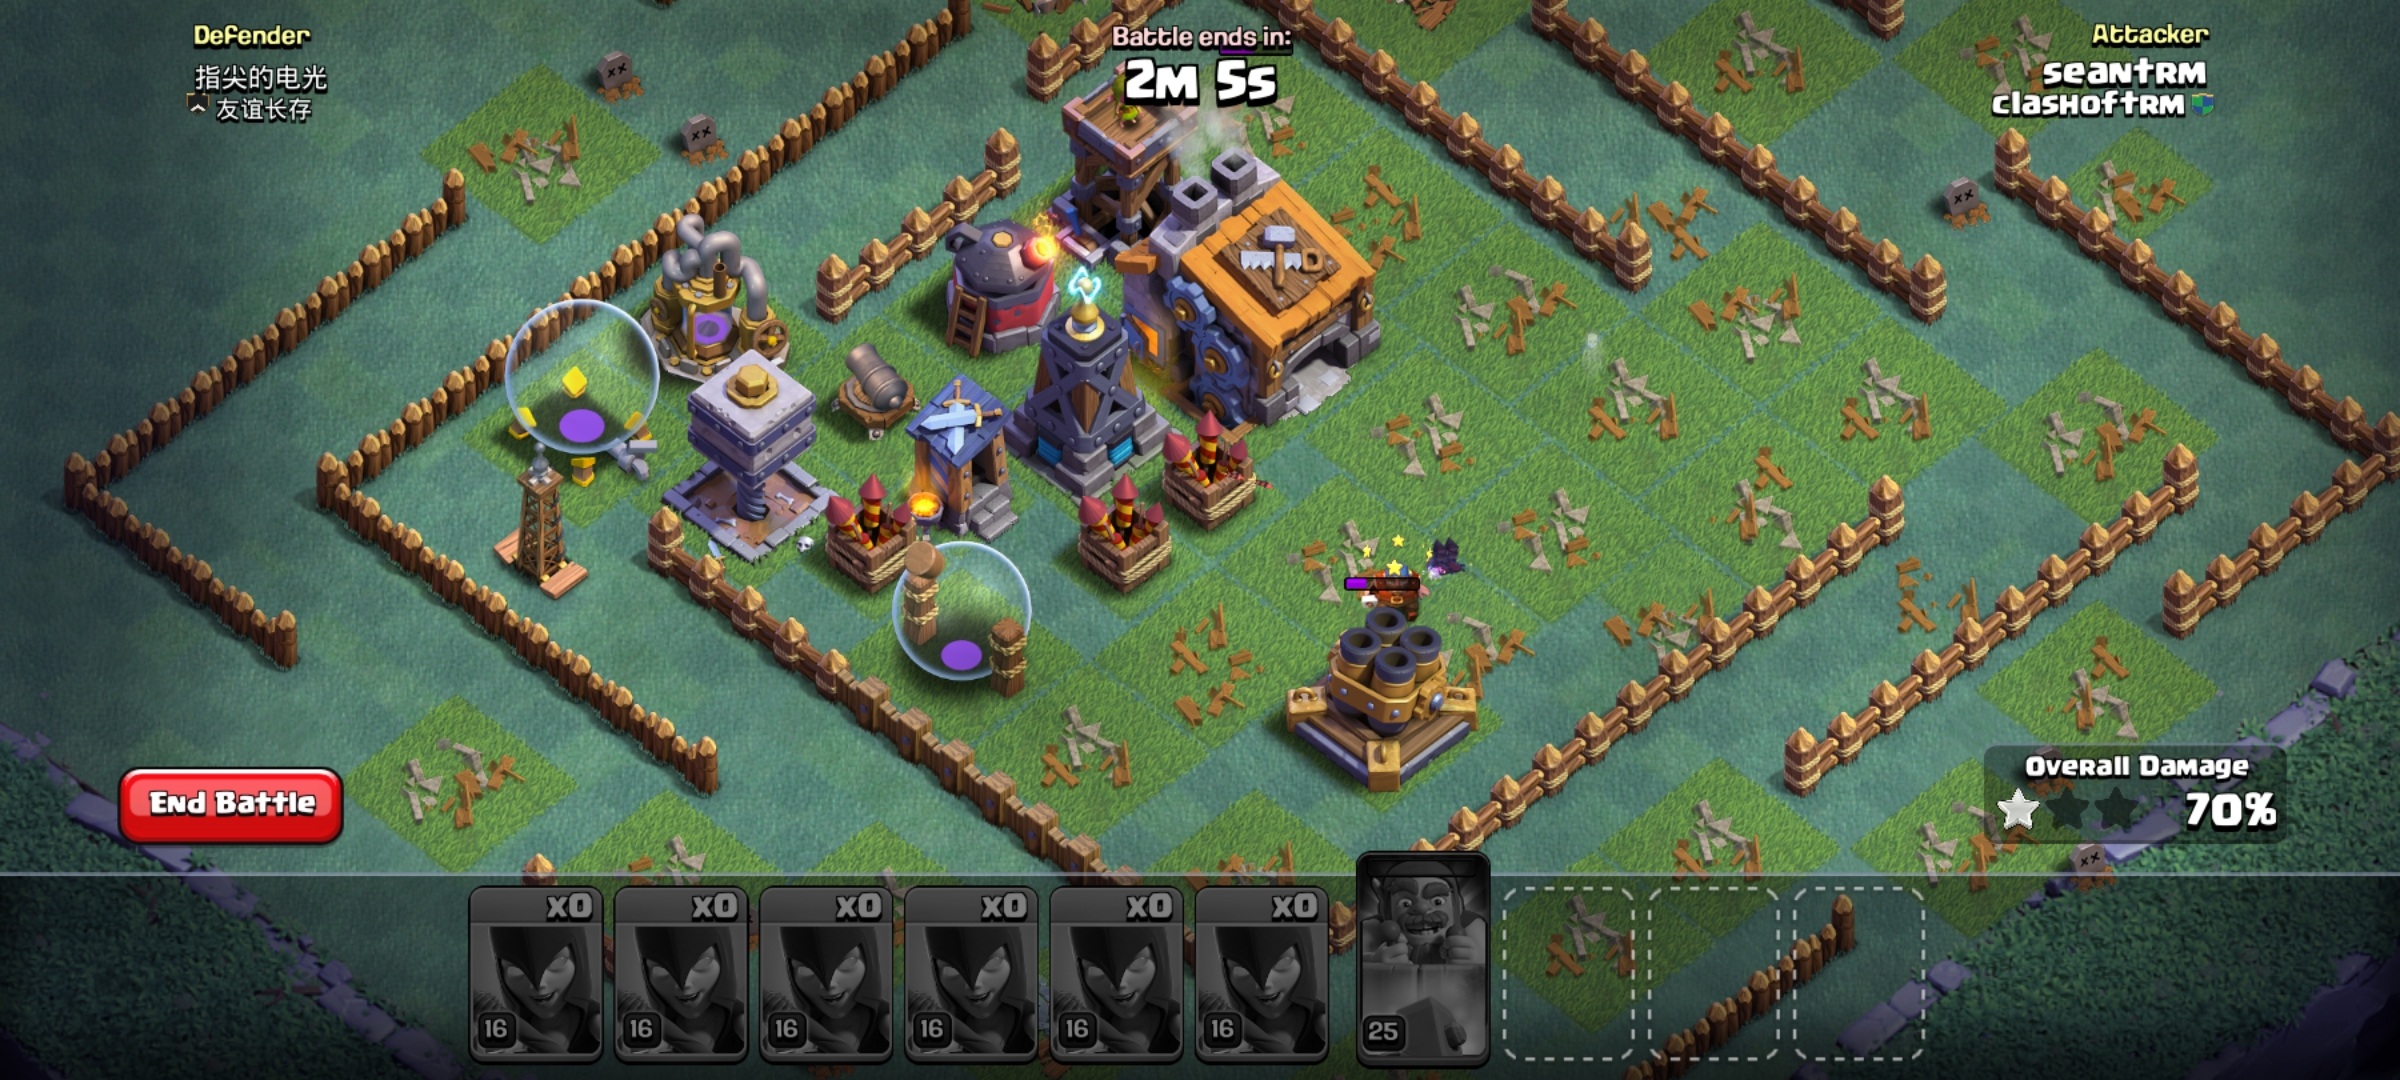 Defender
指尖的电光
友谊长存
Battle ends in:
2M 5s
Attacker
seantrm
clashoftrm
End Battle
Overall Damage
70%
x0 x0 x0 x0 x0 x0
16 16 16 16 16 16 25